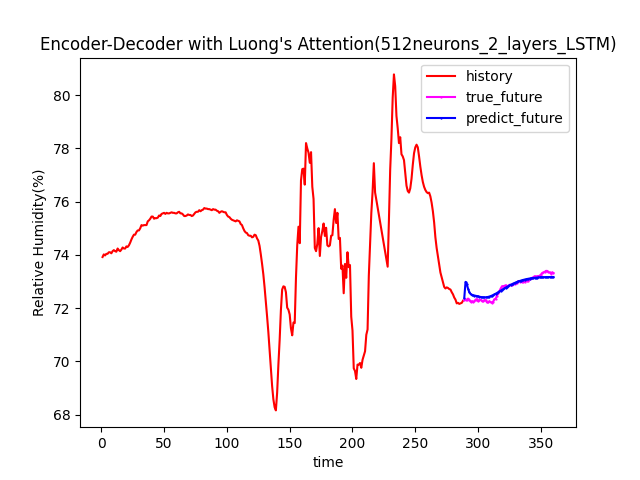 Encoder-Decoder with Luong's Attention(512neurons_2_layers_LSTM)
history
true_future
predict_future
Relative Humidity(%)
80
78
76
74
72
70
68
0 50 100 150 200 250 300 350
time